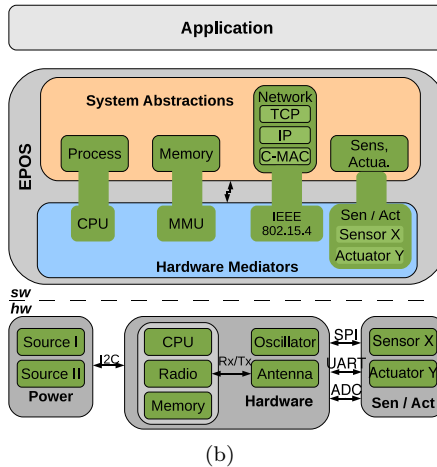 Application
System Abstractions
Network
TCP
IP
C-MAC
Process
Memory
Sens,
Actua.
EPOS
CPU
MMU
IEEE
802.15.4
Sen / Act
Sensor X
Actuator Y
Hardware Mediators
sw
hw
Source I
Source II
Power
I2C
CPU
Radio
Memory
Rx/Tx
Oscillator
Antenna
Hardware
SPI
UART
ADC
Sensor X
Actuator Y
Sen / Act
(b)